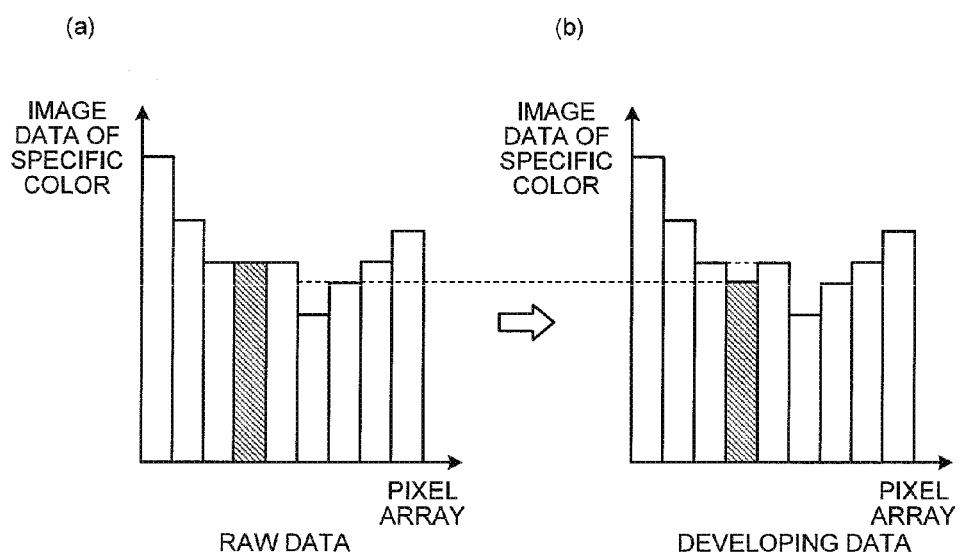 (a)
IMAGE
DATA OF
SPECIFIC
COLOR
PIXEL
ARRAY
RAW DATA
(b)
IMAGE
DATA OF
SPECIFIC
COLOR
PIXEL
ARRAY
DEVELOPING DATA